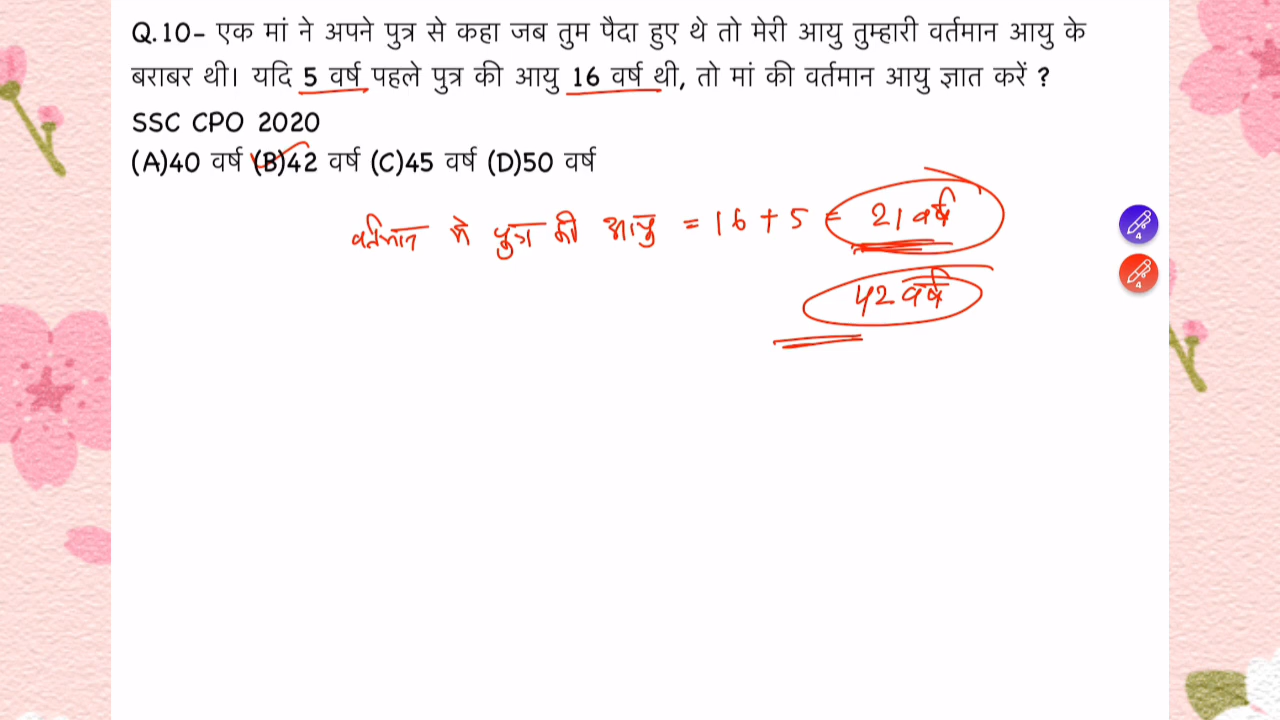 Q.10- एक मां ने अपने पुत्र से कहा जब तुम पैदा हुए थे तो मेरी आयु तुम्हारी वर्तमान आयु के
बराबर थी। यदि 5 वर्ष पहले पुत्र की आयु 16 वर्ष थी, तो मां की वर्तमान आयु ज्ञात करें ?
SSC CPO 2020
(A)40 वर्ष (B)42 वर्ष (C)45 वर्ष (D)50 वर्ष
वर्तमान मे पुत्र की आयु = 16 + 5 = 21 वर्ष
42 वर्ष
4
4